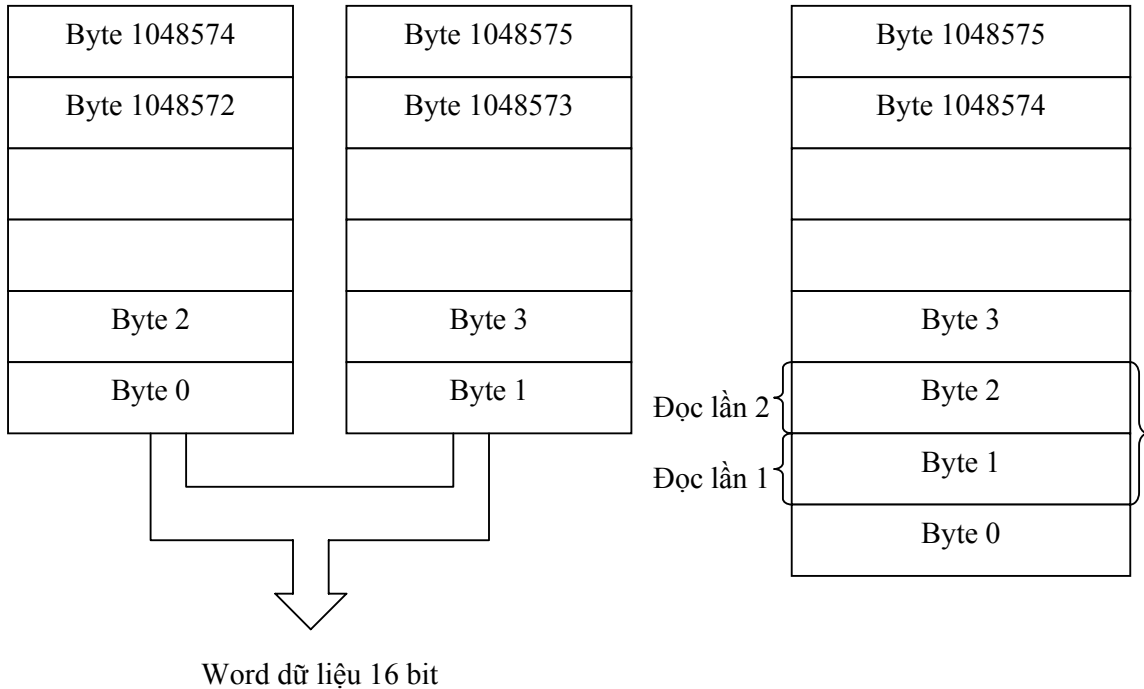 Byte 1048574
Byte 1048572
Byte 2
Byte 0
Byte 1048575
Byte 1048573
Byte 3
Byte 1
Word dữ liệu 16 bit
Byte 1048575
Byte 1048574
Byte 3
Byte 2
Byte 1
Byte 0
Đọc lần 2
Đọc lần 1